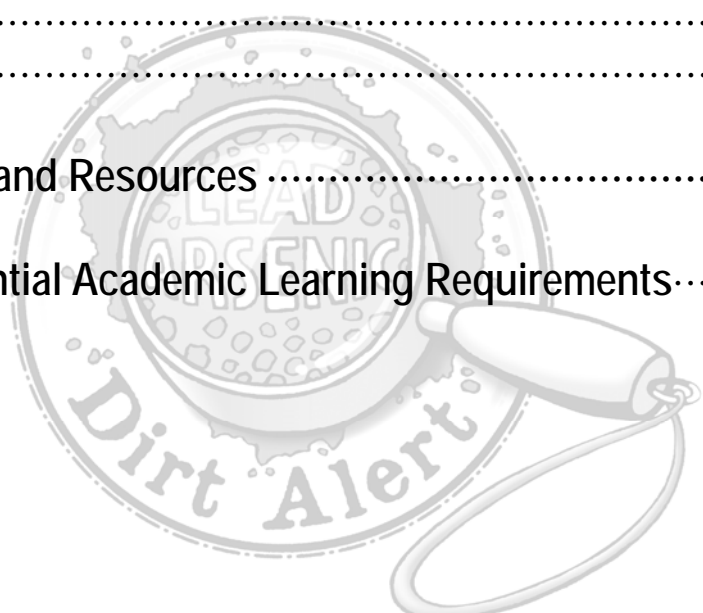 and Resources
ntial Academic Learning Requirements
LEAD
ARSENIC
Dirt Alert